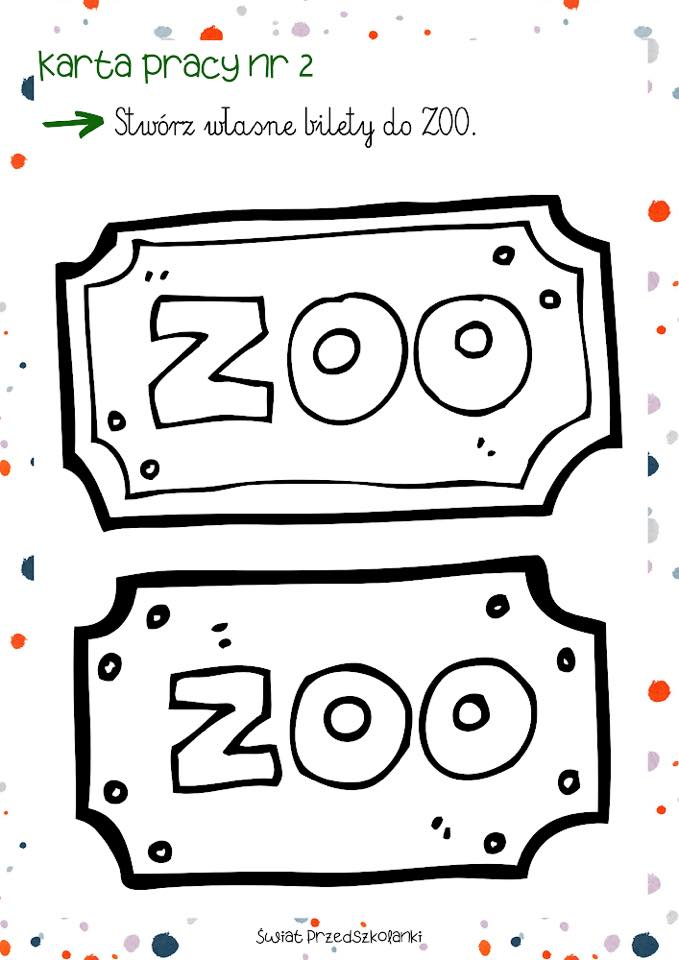 Karta pracy nr 2
Stwórz własne bilety do ZOO.
ZOO
ZOO
Świat Przedszkolanki